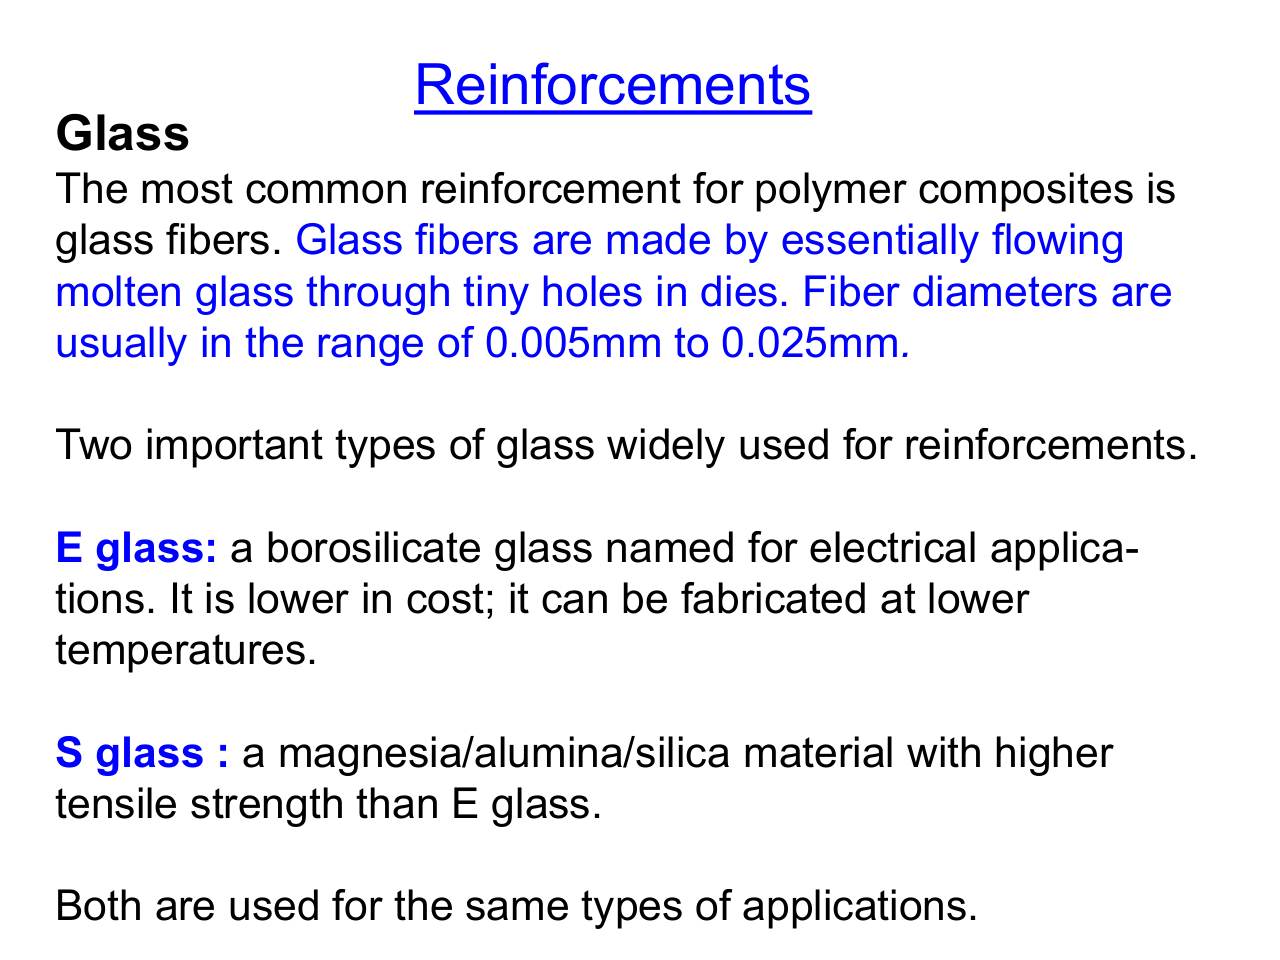 Reinforcements
Glass
The most common reinforcement for polymer composites is
glass fibers. Glass fibers are made by essentially flowing
molten glass through tiny holes in dies. Fiber diameters are
usually in the range of 0.005mm to 0.025mm.
Two important types of glass widely used for reinforcements.
E glass: a borosilicate glass named for electrical applica-
tions. It is lower in cost; it can be fabricated at lower
temperatures.
S glass : a magnesia/alumina/silica material with higher
tensile strength than E glass.
Both are used for the same types of applications.